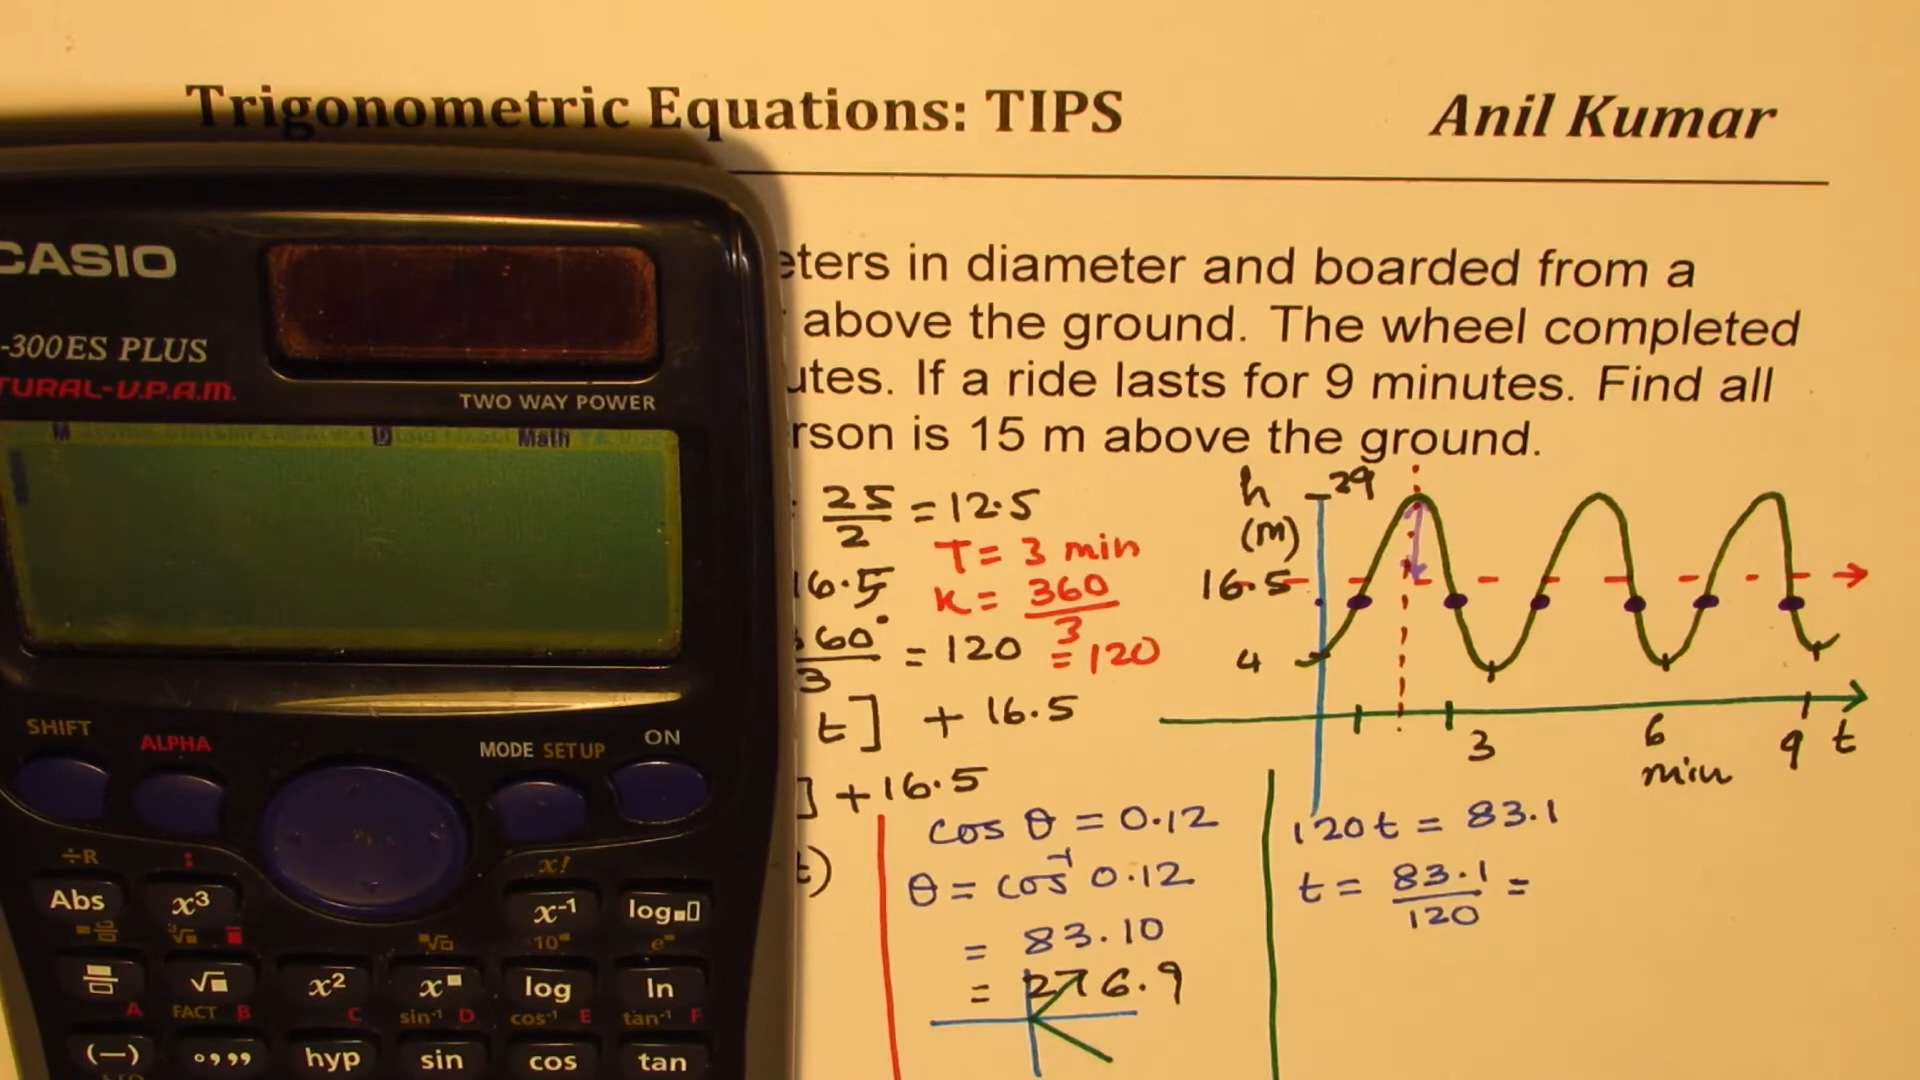 Trigonometric Equations: TIPS Anil Kumar
eters in diameter and boarded from a
above the ground. The wheel completed
utes. If a ride lasts for 9 minutes. Find all
rson is 15 m above the ground.
CASIO
-300ES PLUS
TURAL-V.P.A.M.
TWO WAY POWER
M D Math
SHIFT ALPHA MODE SETUP ON
÷R : x!
Abs x³ x⁻¹ log
10 e
√ x² x log ln
A FACT B C sin⁻¹ D cos⁻¹ E tan⁻¹ F
(−) ° , ,, hyp sin cos tan
25/2 = 12.5
16.5
360°/3 = 120
t] + 16.5
] + 16.5
t)
T = 3 min
K = 360/3
= 120
cos θ = 0.12
θ = cos⁻¹ 0.12
= 83.10
= 276.9
h
(m)
29
16.5
4
3 6 9 t
min
120t = 83.1
t = 83.1/120 =